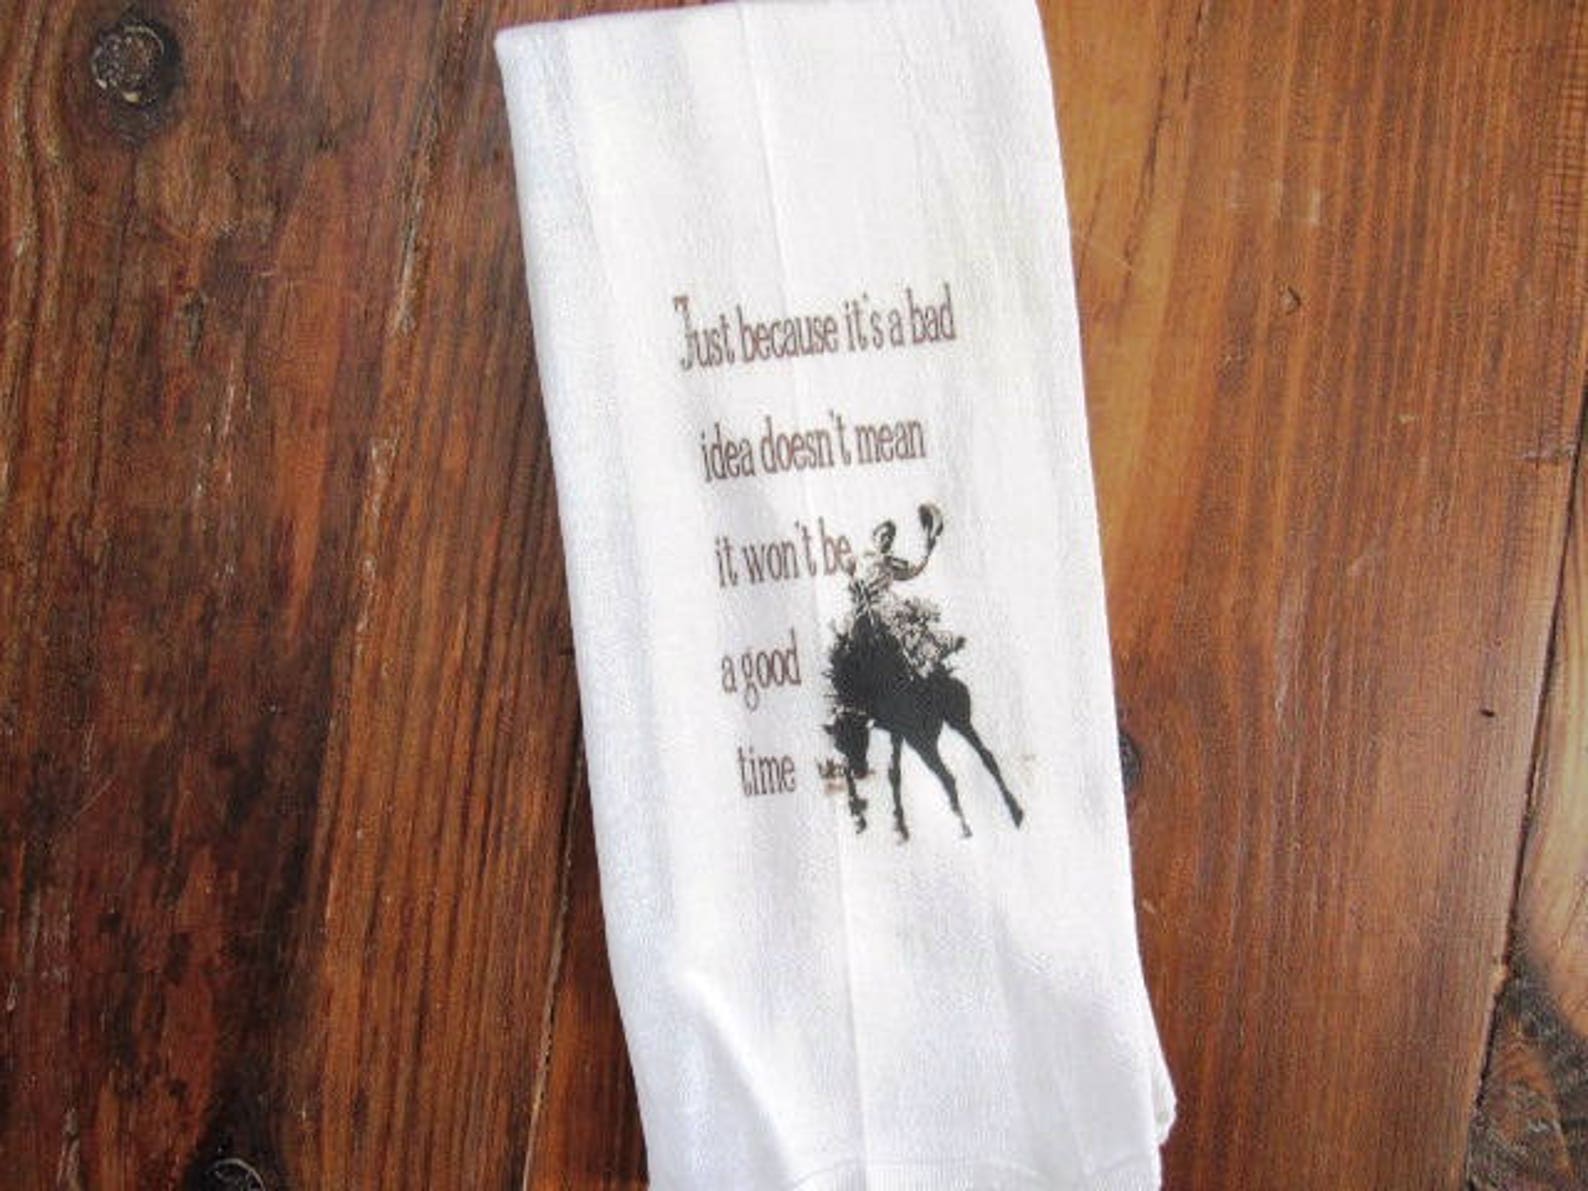 Just because it's a bad
idea doesn't mean
it won't be
a good
time